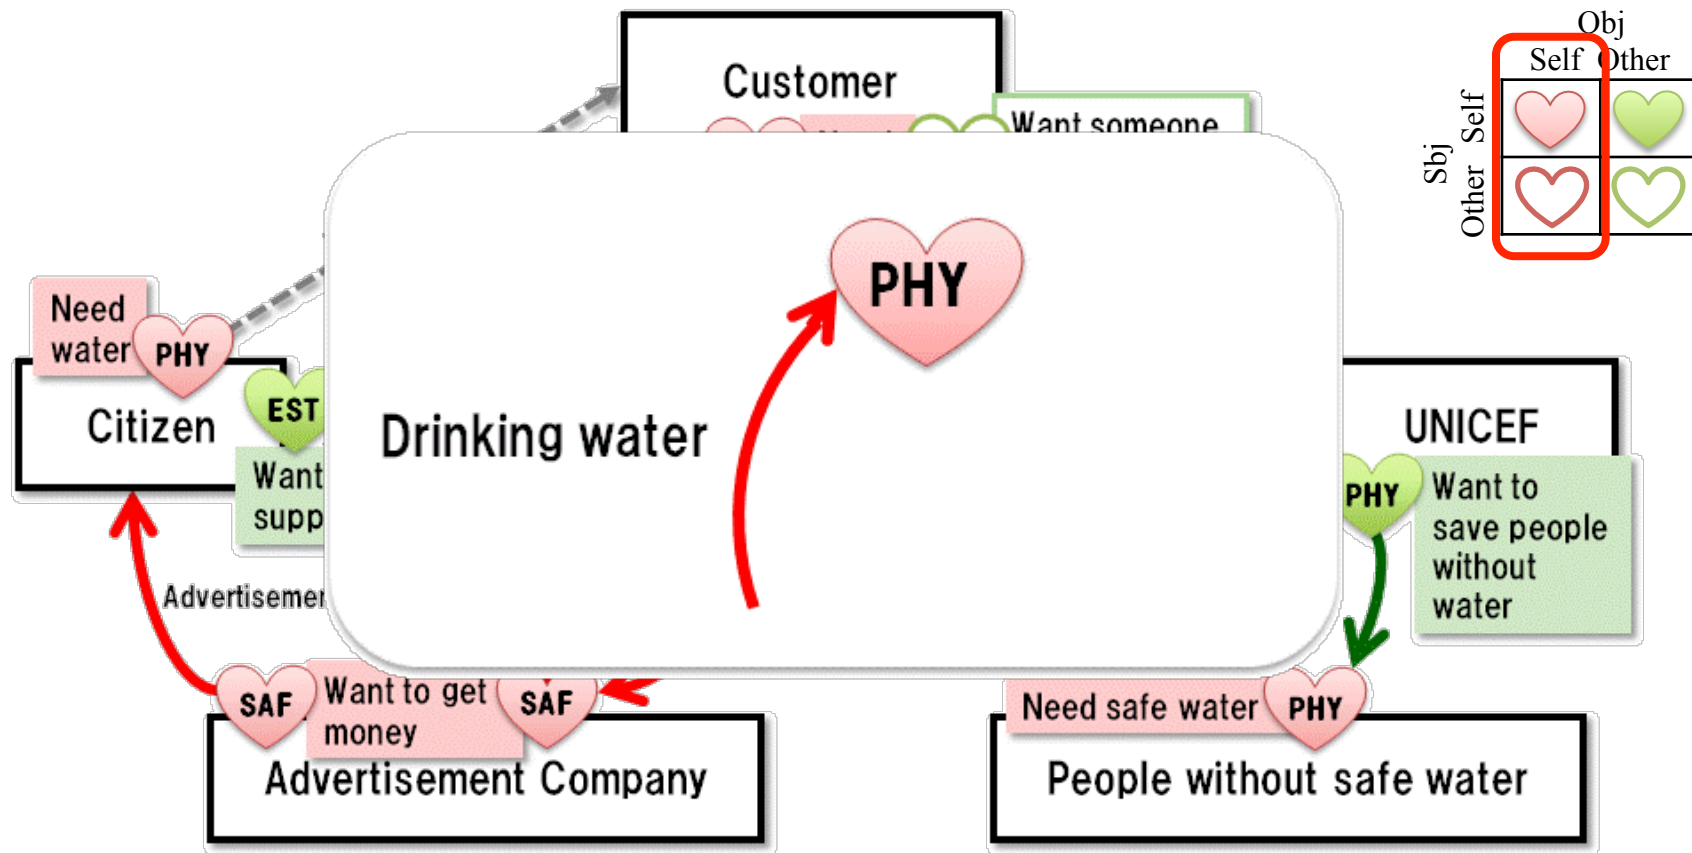 Obj
Self Other
Sbj
Self
Other
Customer
Want someone
PHY
Drinking water
Need
water
PHY
Citizen
EST
Want
supp
Advertisemen
SAF
Want to get
money
SAF
Advertisement Company
UNICEF
PHY
Want to
save people
without
water
Need safe water
PHY
People without safe water